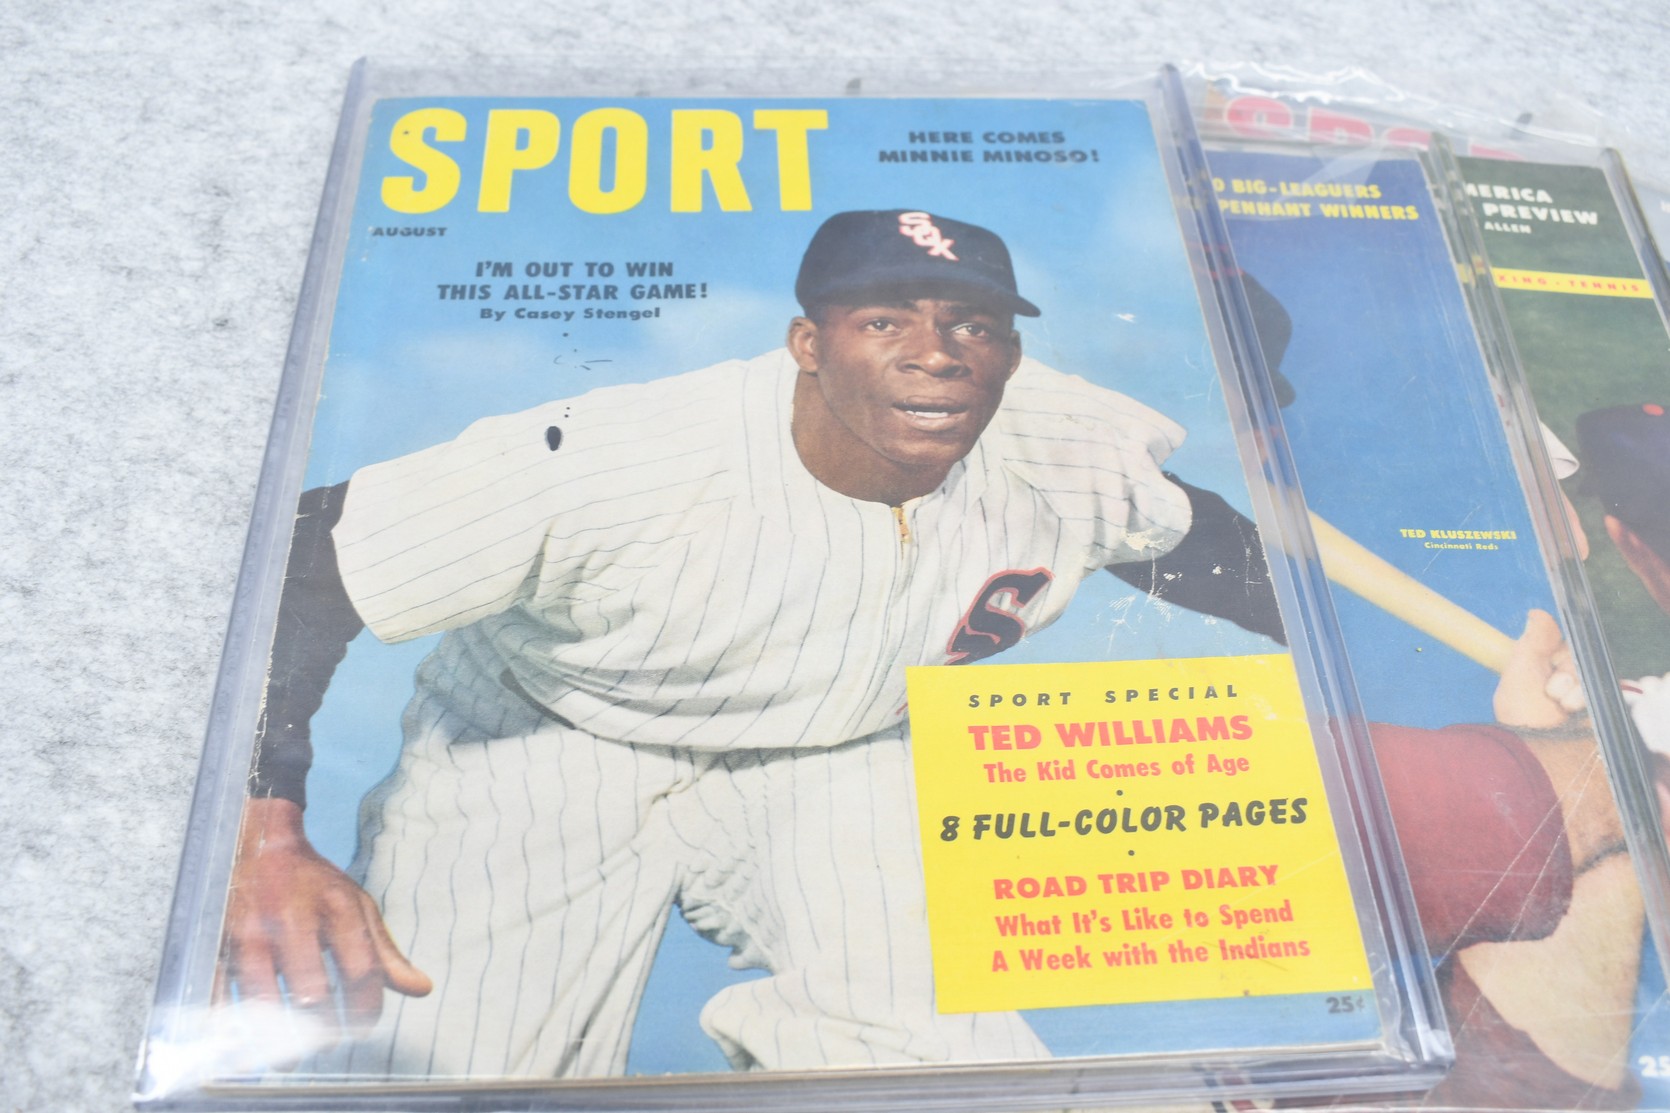 SPORT
HERE COMES
MINNIE MINOSO!
AUGUST
I'M OUT TO WIN
THIS ALL-STAR GAME!
By Casey Stengel
SOX
S
SPORT SPECIAL
TED WILLIAMS
The Kid Comes of Age
8 FULL-COLOR PAGES
ROAD TRIP DIARY
What It's Like to Spend
A Week with the Indians
25¢
BIG-LEAGUERS
PENNANT WINNERS
TED KLUSZEWSKI
Cincinnati Reds
PREVIEW
ALLEN
TENNIS
25